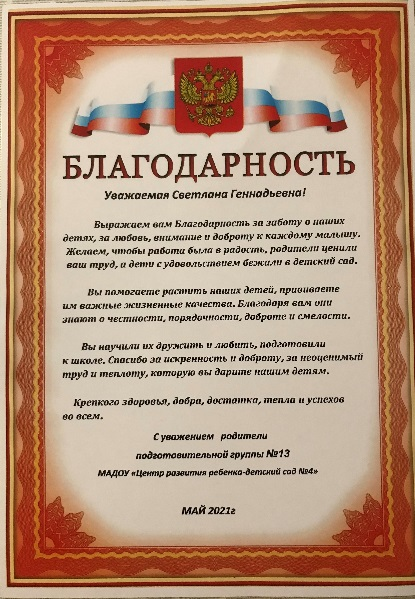 БЛАГОДАРНОСТЬ
Уважаемая Светлана Геннадьевна!
Выражаем вам Благодарность за заботу о наших
детях, за любовь, внимание и доброту к каждому малышу.
Желаем, чтобы работа была в радость, родители ценили
ваш труд, а дети с удовольствием бежали в детский сад.
Вы помогаете растить наших детей, прививаете
им важные жизненные качества. Благодаря вам они
знают о честности, порядочности, доброте и смелости.
Вы научили их дружить и любить, подготовили
к школе. Спасибо за искренность и доброту, за неоценимый
труд и теплоту, которую вы дарите нашим детям.
Крепкого здоровья, добра, достатка, тепла и успехов
во всем.
С уважением родители
подготовительной группы №13
МАДОУ «Центр развития ребенка-детский сад №4»
МАЙ 2021г